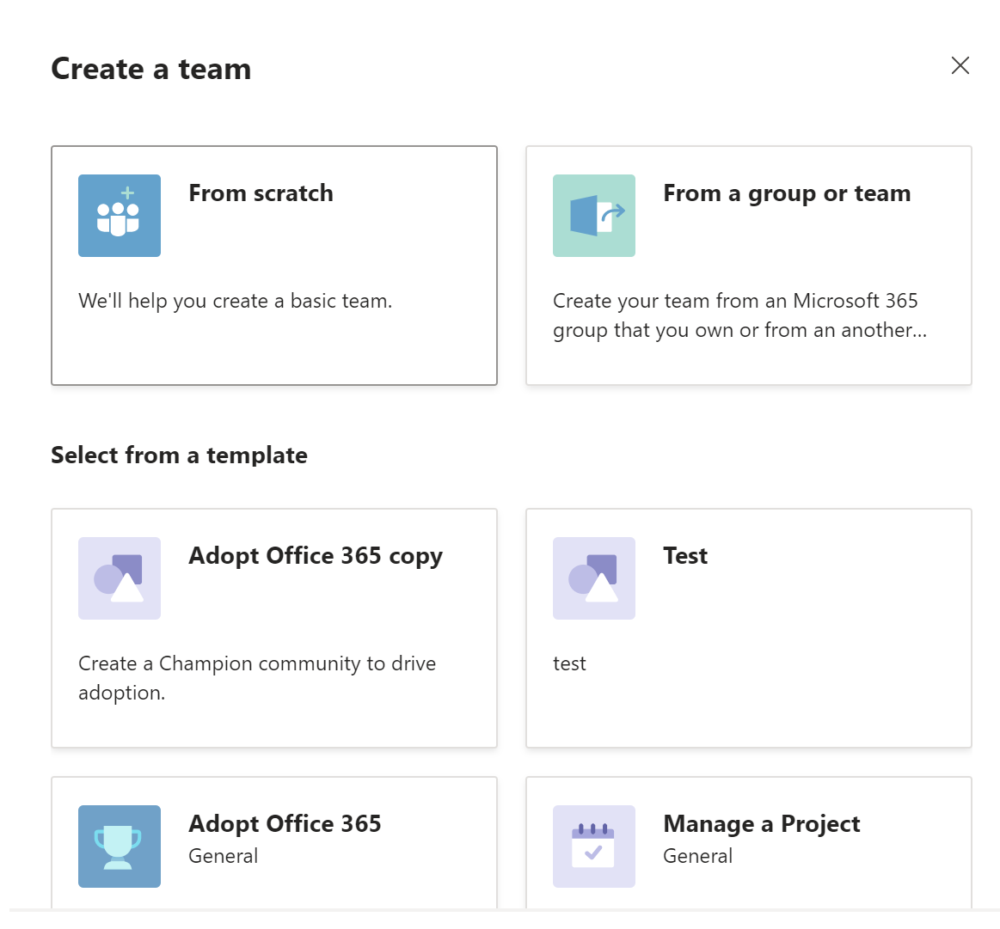 Create a team
From scratch
We'll help you create a basic team.
From a group or team
Create your team from an Microsoft 365
group that you own or from an another...
Select from a template
Adopt Office 365 copy
Create a Champion community to drive
adoption.
Test
test
Adopt Office 365
General
Manage a Project
General